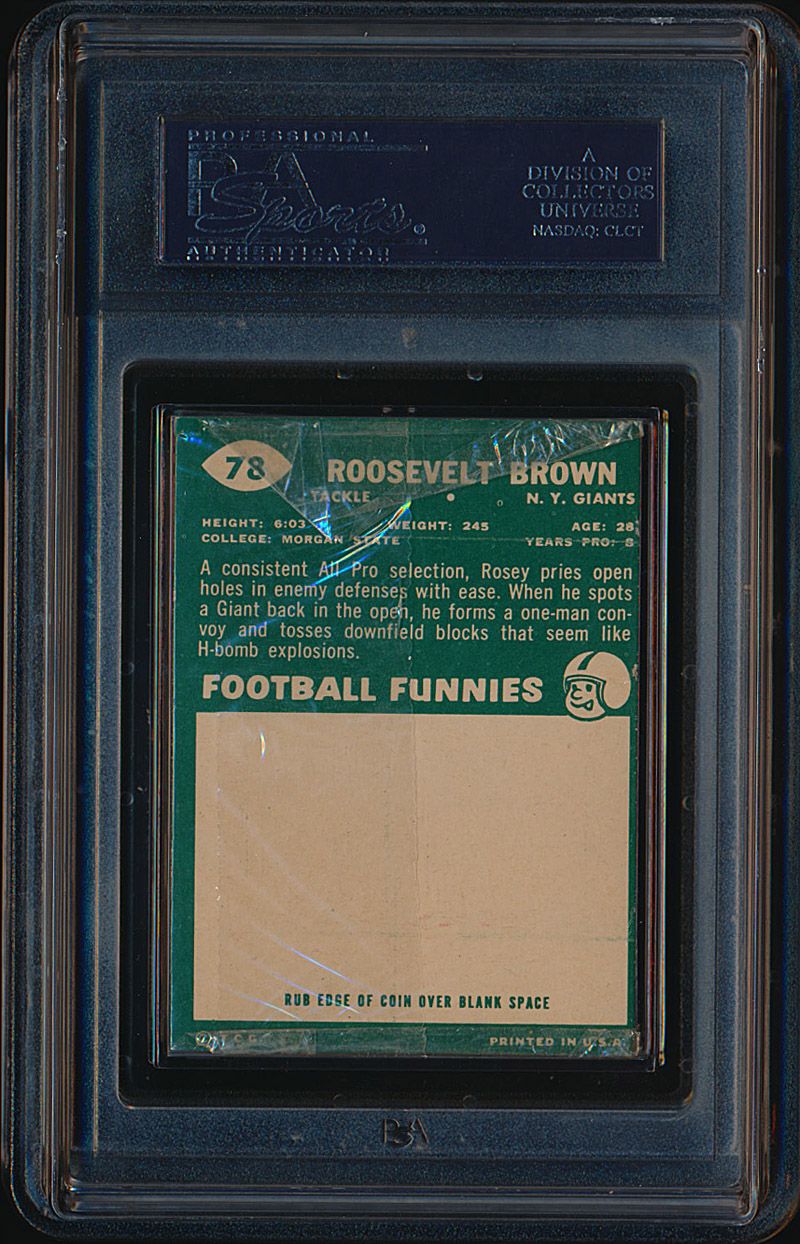 PROFESSIONAL
PSA
Sports®
AUTHENTICATOR
A
DIVISION OF
COLLECTORS
UNIVERSE
NASDAQ: CLCT
78
ROOSEVELT BROWN
TACKLE • N. Y. GIANTS
HEIGHT: 6:03 WEIGHT: 245 AGE: 28
COLLEGE: MORGAN STATE YEARS PRO: 8
A consistent All Pro selection, Rosey pries open
holes in enemy defenses with ease. When he spots
a Giant back in the open, he forms a one-man con-
voy and tosses downfield blocks that seem like
H-bomb explosions.
FOOTBALL FUNNIES
RUB EDGE OF COIN OVER BLANK SPACE
PRINTED IN U.S.A.
PSA